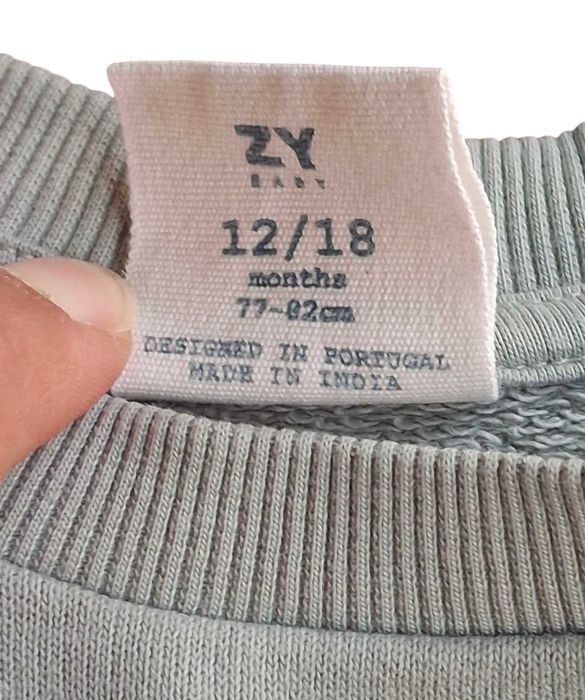 ZY
BABY
12/18
months
77-82cm
DESIGNED IN PORTUGAL
MADE IN INDIA